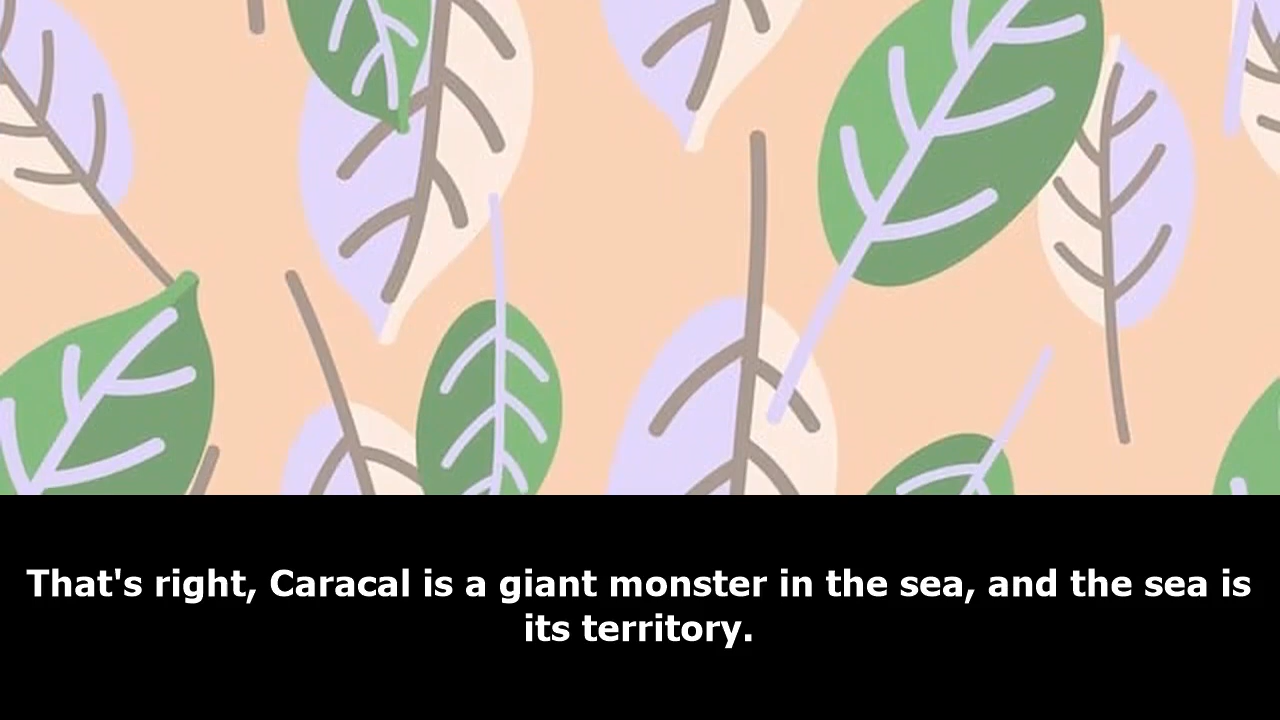 That's right, Caracal is a giant monster in the sea, and the sea is
its territory.